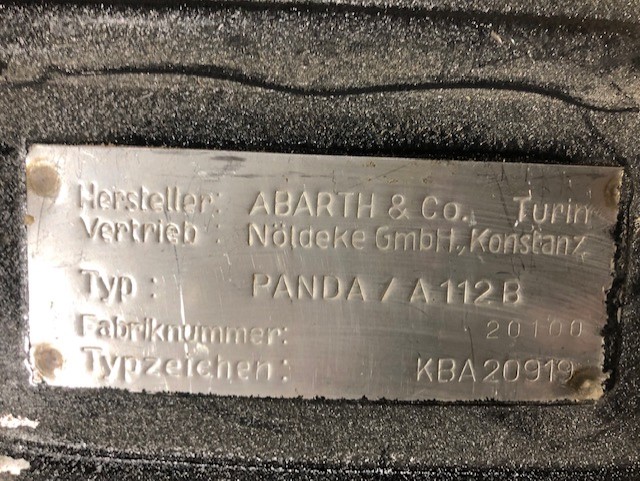 Hersteller: ABARTH & Co. Turin
Vertrieb : Nöldeke GmbH, Konstanz
Typ : PANDA / A 112 B
Fabriknummer: 20100
Typzeichen: KBA 20919